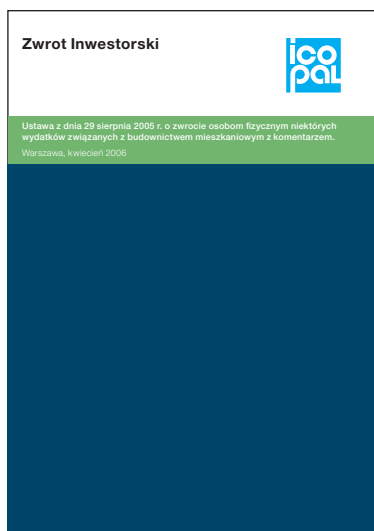 Zwrot Inwestorski
ico
pal
Ustawa z dnia 29 sierpnia 2005 r. o zwrocie osobom fizycznym niektórych
wydatków związanych z budownictwem mieszkaniowym z komentarzem.
Warszawa, kwiecień 2006